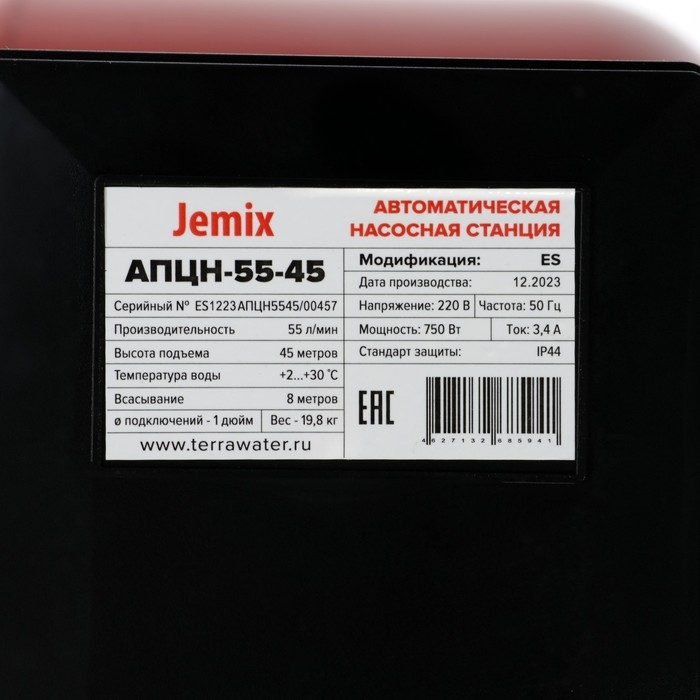 Jemix
АВТОМАТИЧЕСКАЯ
НАСОСНАЯ СТАНЦИЯ
АПЦН-55-45
Серийный № ES1223АПЦН5545/00457
Производительность 55 л/мин
Высота подъема 45 метров
Температура воды +2...+30 °С
Всасывание 8 метров
ø подключений - 1 дюйм Вес - 19,8 кг
www.terrawater.ru
Модификация: ES
Дата производства: 12.2023
Напряжение: 220 В Частота: 50 Гц
Мощность: 750 Вт Ток: 3,4 А
Стандарт защиты: IP44
EAC
4627132685941